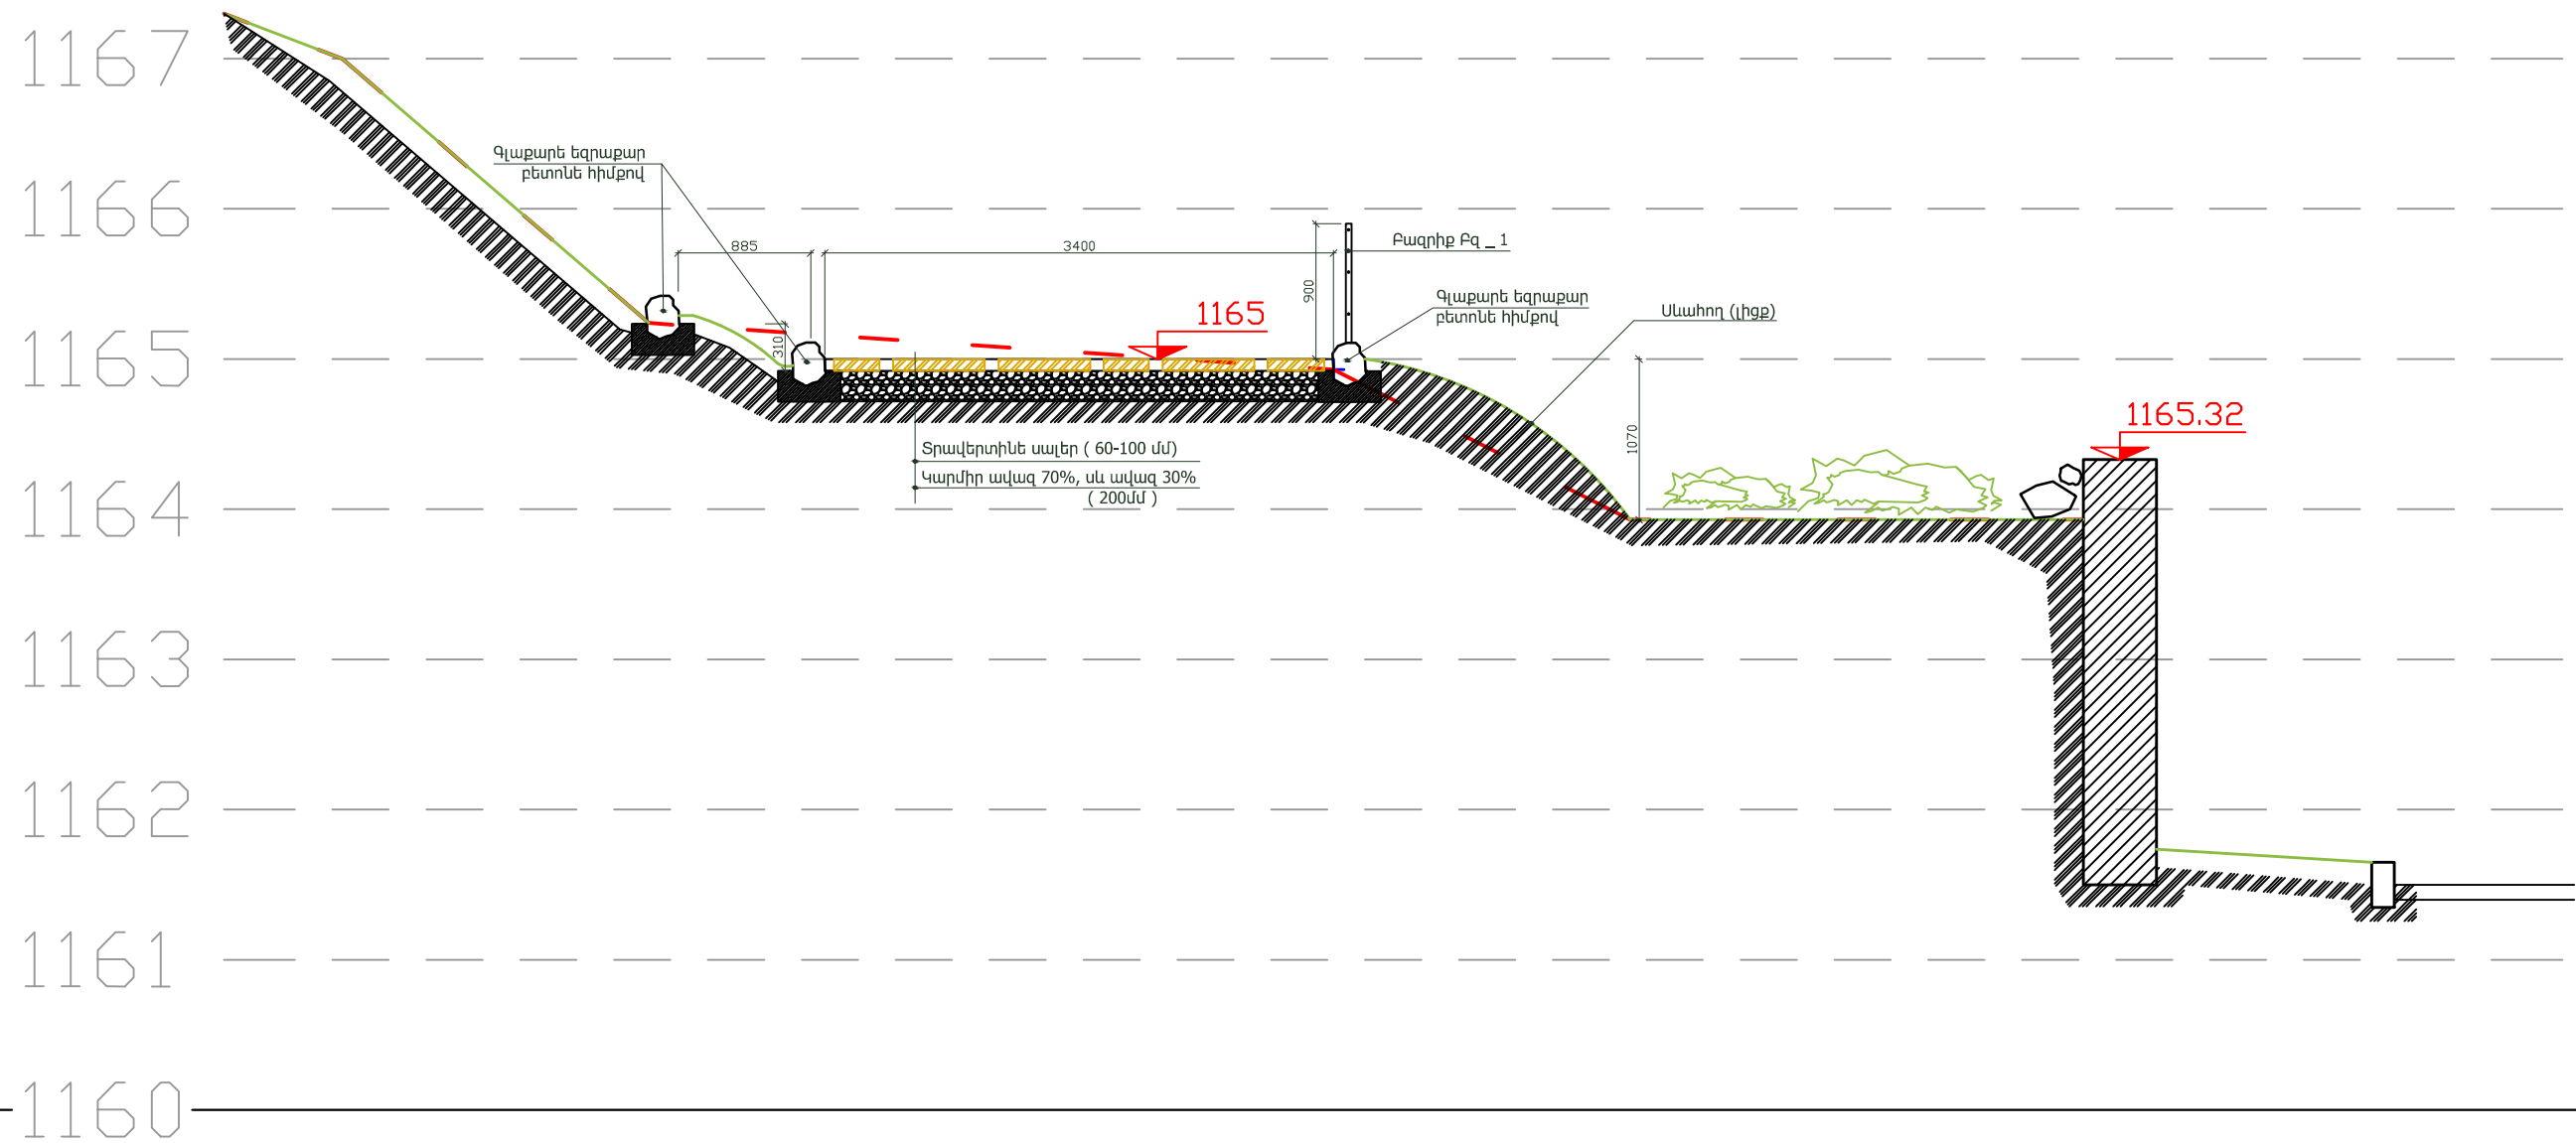 1167
Գլաքարե եզրաքար
բետոնե հիմքով
1166
885
3400
Բազրիք Բզ _ 1
900
Գլաքարե եզրաքար
բետոնե հիմքով
1165
Սևահող (լիցք)
1165
310
1165.32
1070
Տրավերտինե սալեր ( 60-100 մմ)
Կարմիր ավազ 70%, սև ավազ 30%
( 200մմ )
1164
1163
1162
1161
1160